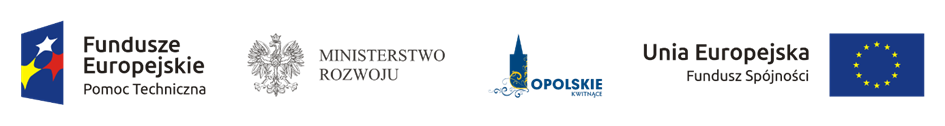 Fundusze
Europejskie
Pomoc Techniczna
MINISTERSTWO
ROZWOJU
OPOLSKIE
KWITNĄCE
Unia Europejska
Fundusz Spójności